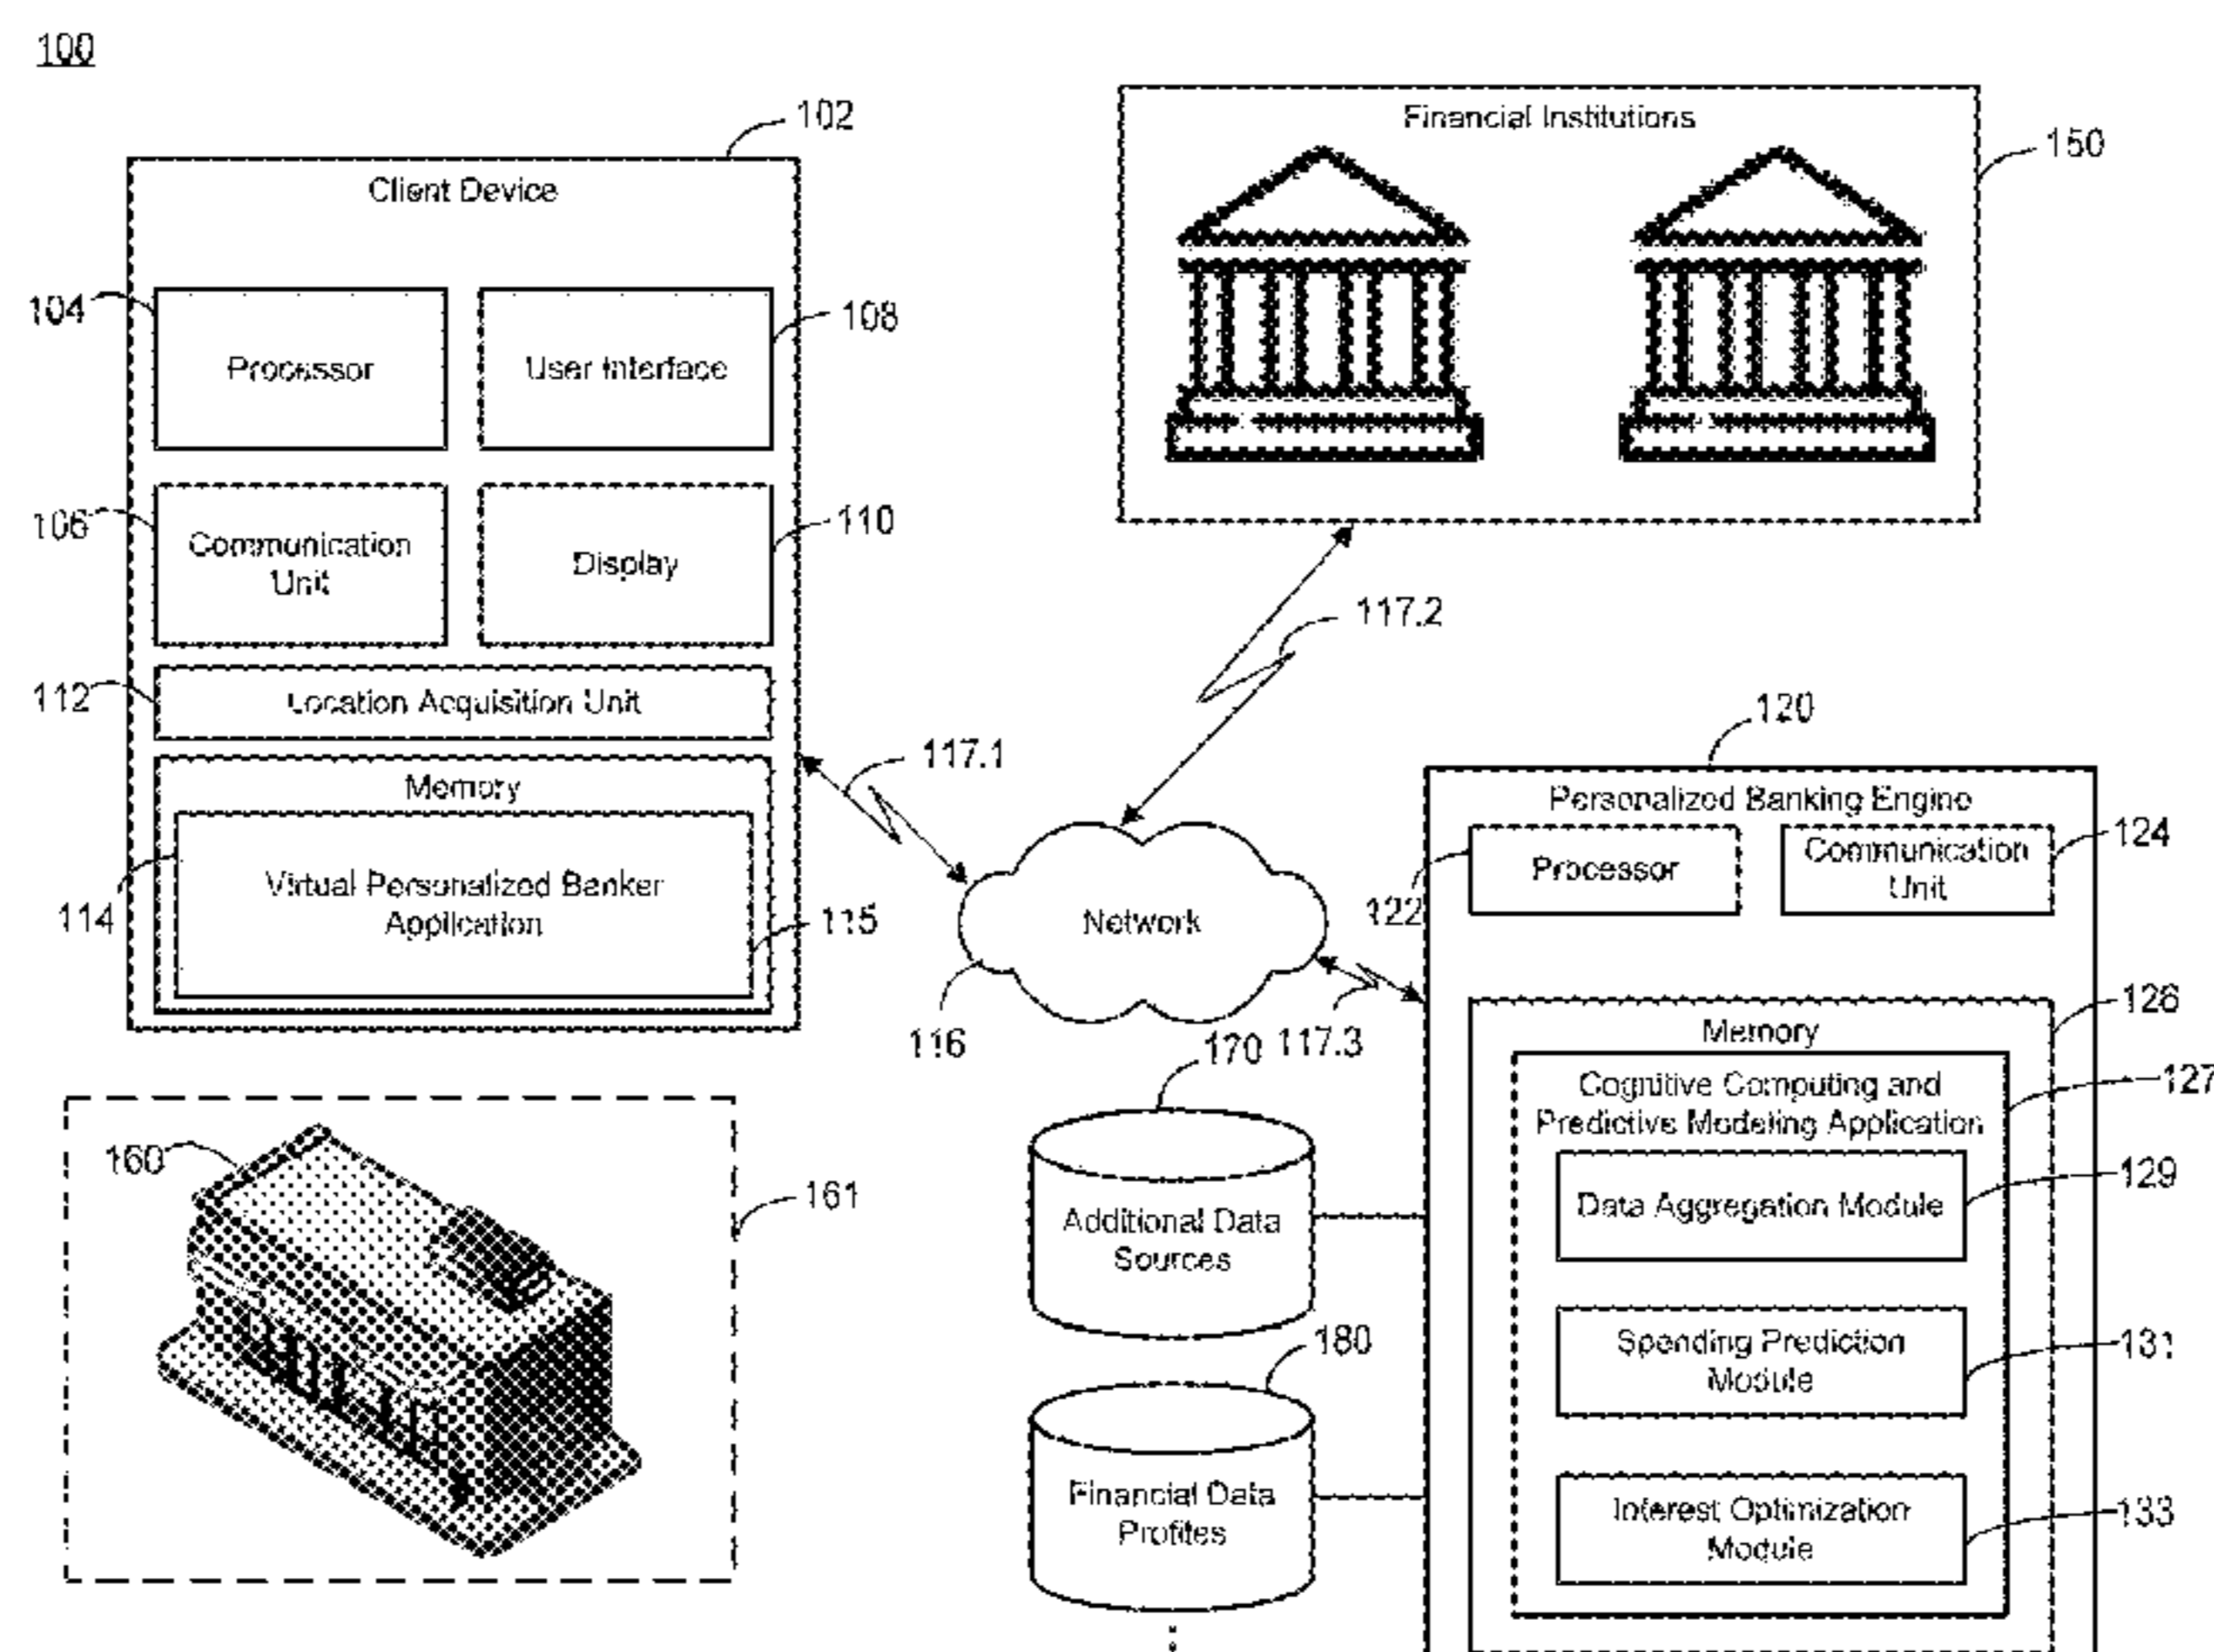 100
102
Client Device
104
Processor
108
User Interface
106
Communication
Unit
110
Display
112
Location Acquisition Unit
Memory
114
Virtual Personalized Banker
Application
115
Financial Institutions
150
117.1
117.2
Network
116
117.3
120
Personalized Banking Engine
122
Processor
124
Communication
Unit
126
Memory
127
Cognitive Computing and
Predictive Modeling Application
129
Data Aggregation Module
131
Spending Prediction
Module
133
Interest Optimization
Module
160
161
170
Additional Data
Sources
180
Financial Data
Profiles